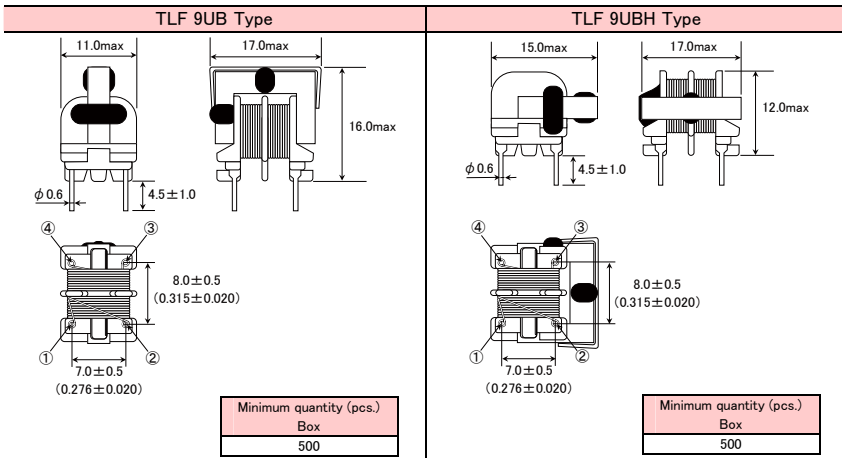 TLF 9UB Type
11.0max
17.0max
16.0max
φ0.6
4.5±1.0
④
③
8.0±0.5
(0.315±0.020)
①
②
7.0±0.5
(0.276±0.020)
Minimum quantity (pcs.)
Box
500
TLF 9UBH Type
15.0max
17.0max
12.0max
φ0.6
4.5±1.0
④
③
8.0±0.5
(0.315±0.020)
①
②
7.0±0.5
(0.276±0.020)
Minimum quantity (pcs.)
Box
500